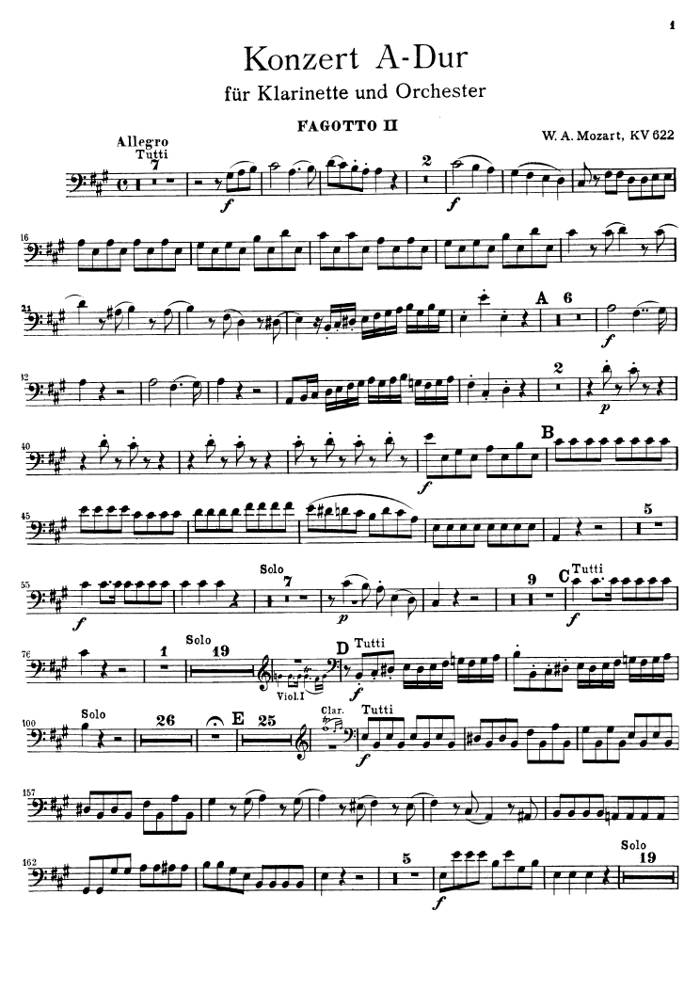 1
Konzert A-Dur
für Klarinette und Orchester
FAGOTTO II
W. A. Mozart, KV 622
Allegro
Tutti
7
2
f
f
16
21
A
6
f
32
2
p
40
B
f
45
5
55
Solo
7
9
C Tutti
f
p
f
76
Solo
1
19
D Tutti
Viol. I
f
100
Solo
26
E
25
Clar.
Tutti
f
157
162
5
Solo
19
f